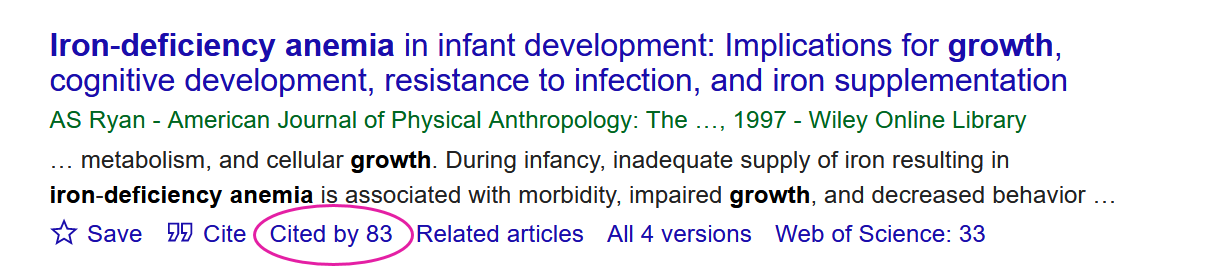 Iron-deficiency anemia in infant development: Implications for growth,
cognitive development, resistance to infection, and iron supplementation
AS Ryan - American Journal of Physical Anthropology: The …, 1997 - Wiley Online Library
… metabolism, and cellular growth. During infancy, inadequate supply of iron resulting in
iron-deficiency anemia is associated with morbidity, impaired growth, and decreased behavior …
Save Cite Cited by 83 Related articles All 4 versions Web of Science: 33